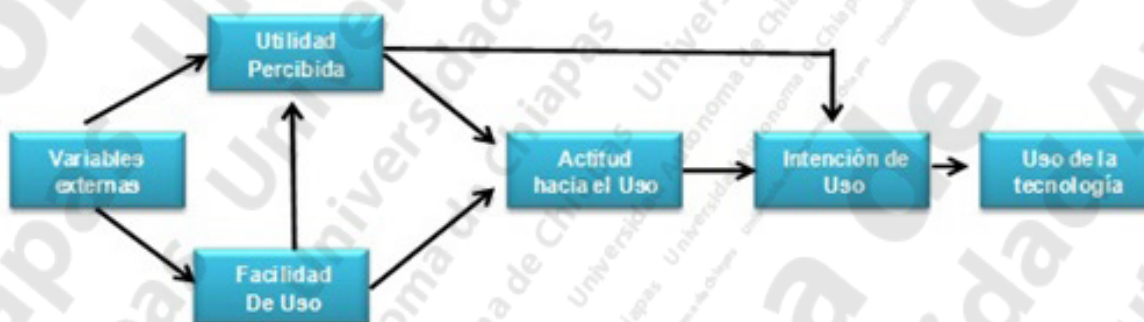 Utilidad
Percibida
Variables
externas
Actitud
hacia el Uso
Intención de
Uso
Uso de la
tecnología
Facilidad
De Uso